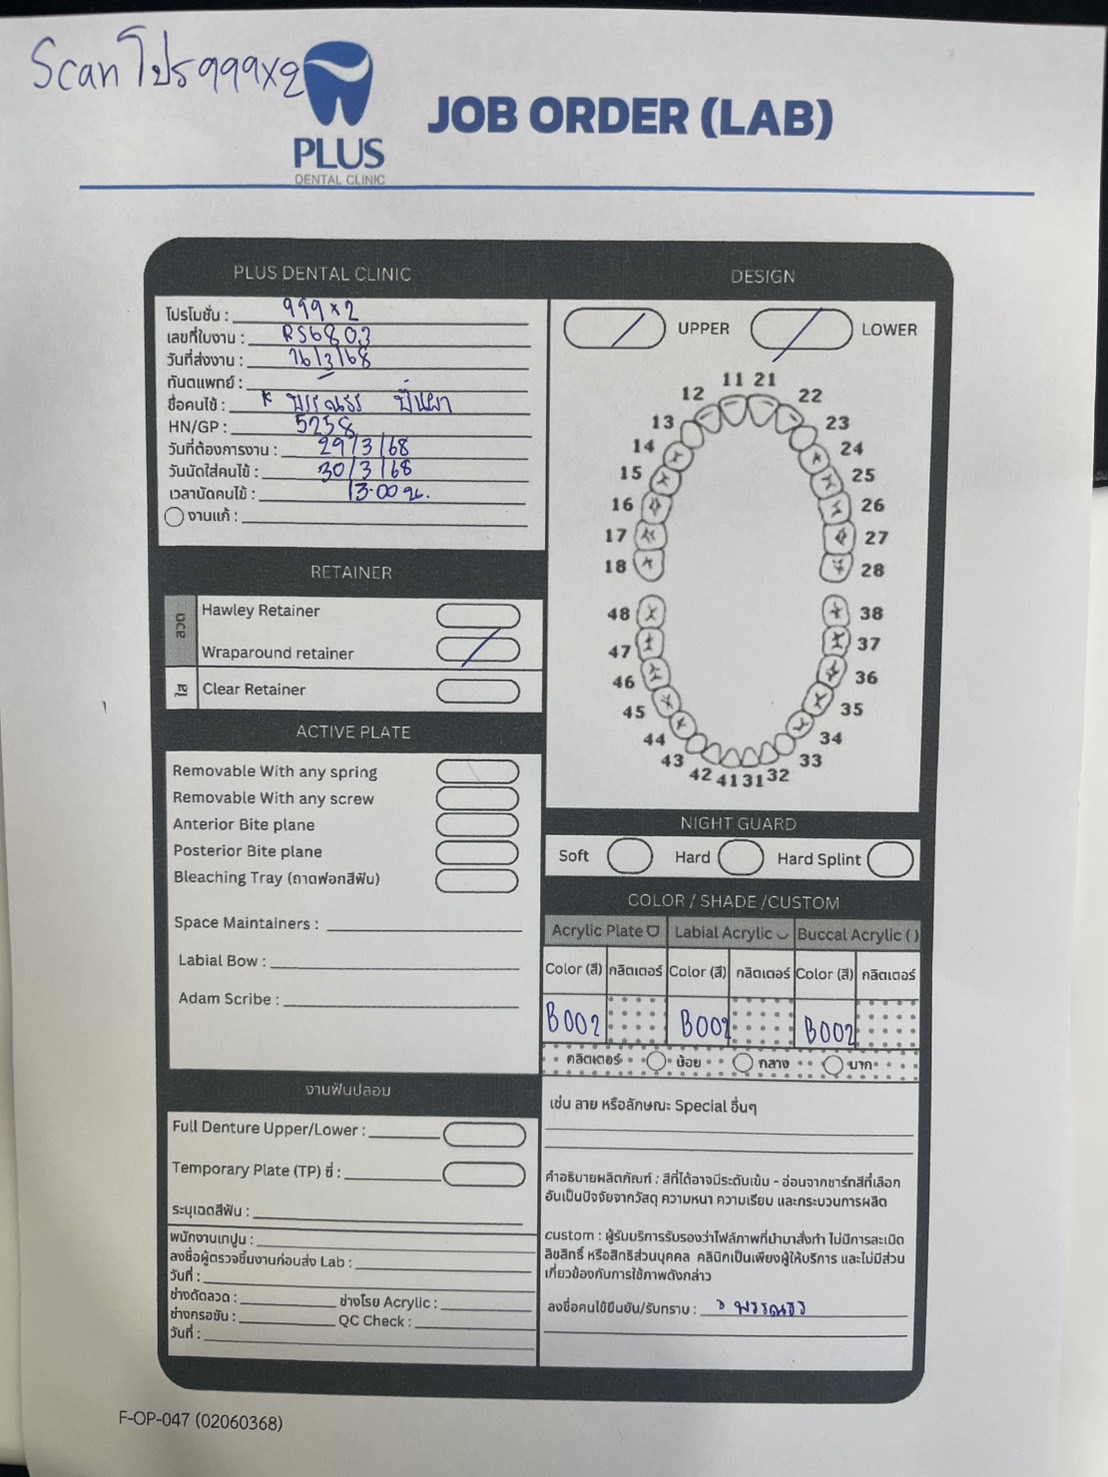 Scan โปร 999x2
PLUS
DENTAL CLINIC
JOB ORDER (LAB)
PLUS DENTAL CLINIC
โปรโมชั่น : 999x2
เลขที่ใบงาน : RS6803
วันที่ส่งงาน : 26/3/68
ทันตแพทย์ :
ชื่อคนไข้ : K พรรณธร
HN/GP : 5258
วันที่ต้องการงาน : 29/3/68
วันนัดใส่คนไข้ : 30/3/68
เวลานัดคนไข้ : 13.00 น.
งานแก้ :
RETAINER
ลวด
Hawley Retainer
Wraparound retainer
ใส
Clear Retainer
ACTIVE PLATE
Removable With any spring
Removable With any screw
Anterior Bite plane
Posterior Bite plane
Bleaching Tray (ถาดฟอกสีฟัน)
Space Maintainers :
Labial Bow :
Adam Scribe :
งานฟันปลอม
Full Denture Upper/Lower :
Temporary Plate (TP) ซี่ :
ระบุเฉดสีฟัน :
พนักงานเทปูน :
ลงชื่อผู้ตรวจชิ้นงานก่อนส่ง Lab :
วันที่ :
ช่างดัดลวด : ช่างโรย Acrylic :
ช่างกรอขัน : QC Check :
วันที่ :
DESIGN
UPPER LOWER
11 21
12 22
13 23
14 24
15 25
16 26
17 27
18 28
48 38
47 37
46 36
45 35
44 34
43 33
42 41 31 32
NIGHT GUARD
Soft Hard Hard Splint
COLOR / SHADE /CUSTOM
Acrylic Plate Labial Acrylic Buccal Acrylic ( )
Color (สี) กลิตเตอร์ Color (สี) กลิตเตอร์ Color (สี) กลิตเตอร์
B002 B002 B002
กลิตเตอร์ น้อย กลาง มาก
เช่น ลาย หรือลักษณะ Special อื่นๆ
คำอธิบายผลิตภัณฑ์ : สีที่ได้อาจมีระดับเข้ม - อ่อนจากชาร์ทสีที่เลือก
อันเป็นปัจจัยจากวัสดุ ความหนา ความเรียบ และกระบวนการผลิต
custom : ผู้รับบริการรับรองว่าไฟล์ภาพที่นำมาสั่งทำ ไม่มีการละเมิด
ลิขสิทธิ์ หรือสิทธิส่วนบุคคล คลินิกเป็นเพียงผู้ให้บริการ และไม่มีส่วน
เกี่ยวข้องกับการใช้ภาพดังกล่าว
ลงชื่อคนไข้ยืนยัน/รับทราบ : พรรณธร
F-OP-047 (02060368)